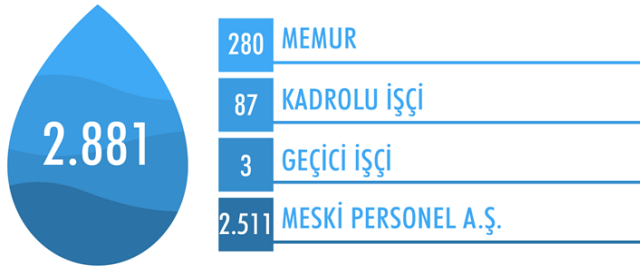 2.881
280 MEMUR
87 KADROLU İŞÇİ
3 GEÇİCİ İŞÇİ
2.511 MESKİ PERSONEL A.Ş.